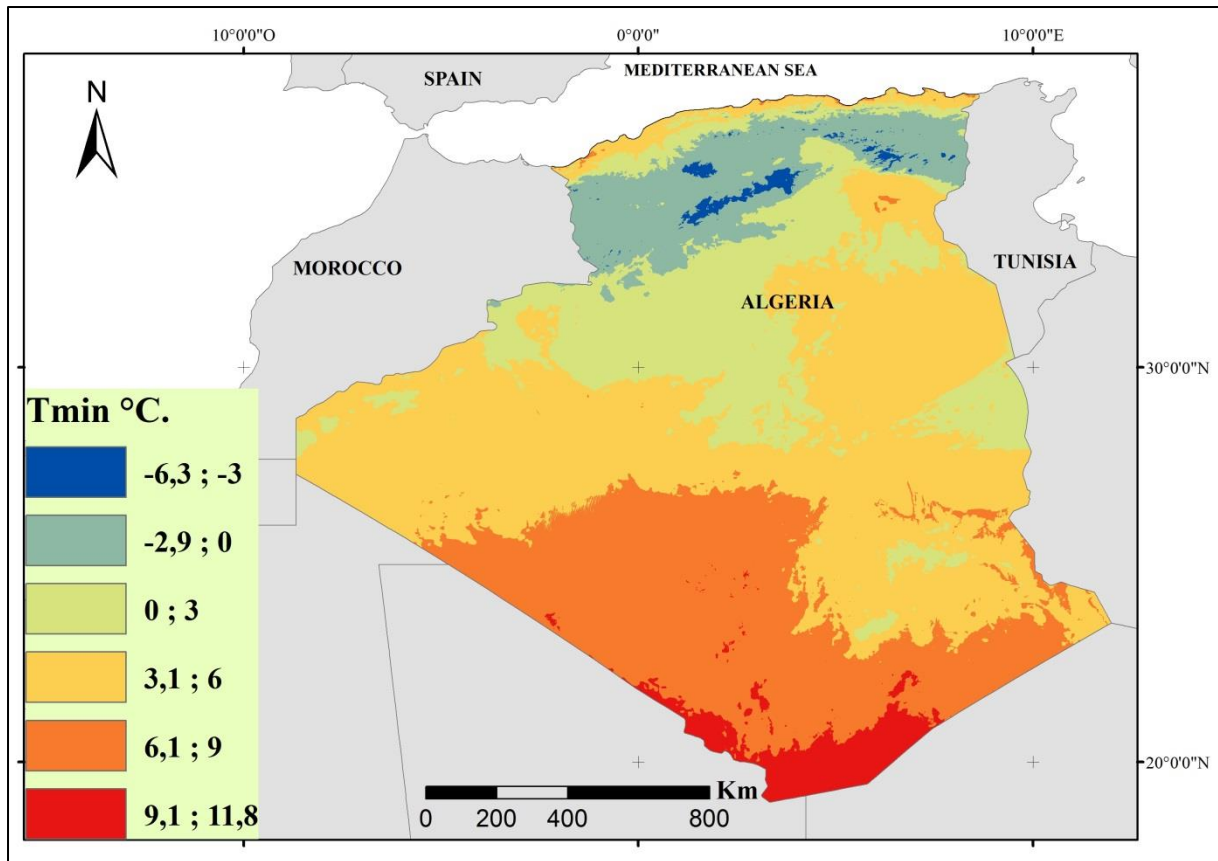 10°0'0"O 0°0'0" 10°0'0"E
MEDITERRANEAN SEA
SPAIN
N
MOROCCO
TUNISIA
ALGERIA
30°0'0"N
Tmin °C.
-6,3 ; -3
-2,9 ; 0
0 ; 3
3,1 ; 6
6,1 ; 9
9,1 ; 11,8
20°0'0"N
Km
0 200 400 800